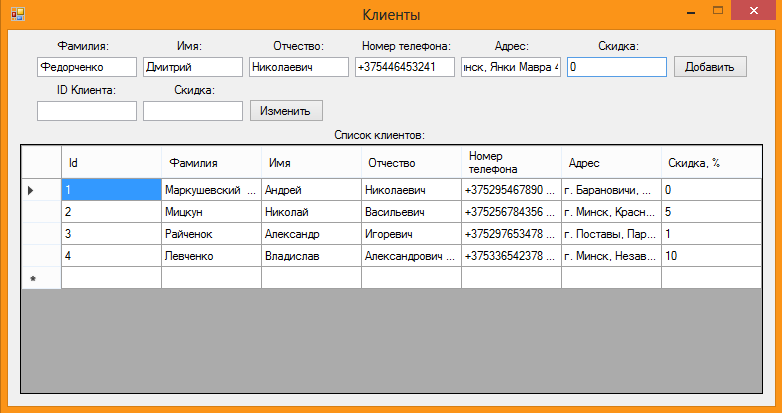 Клиенты
Фамилия: Имя: Отчество: Номер телефона: Адрес: Скидка:
Федорченко Дмитрий Николаевич +375446453241 инск, Янки Мавра 4 0 Добавить
ID Клиента: Скидка:
Изменить
Список клиентов:
Id Фамилия Имя Отчество Номер телефона Адрес Скидка, %
1 Маркушевский ... Андрей Николаевич +375295467890 ... г. Барановичи, ... 0
2 Мицкун Николай Васильевич +375256784356 ... г. Минск, Красн... 5
3 Райченок Александр Игоревич +375297653478 ... г. Поставы, Пар... 1
4 Левченко Владислав Александрович ... +375336542378 ... г. Минск, Незав... 10